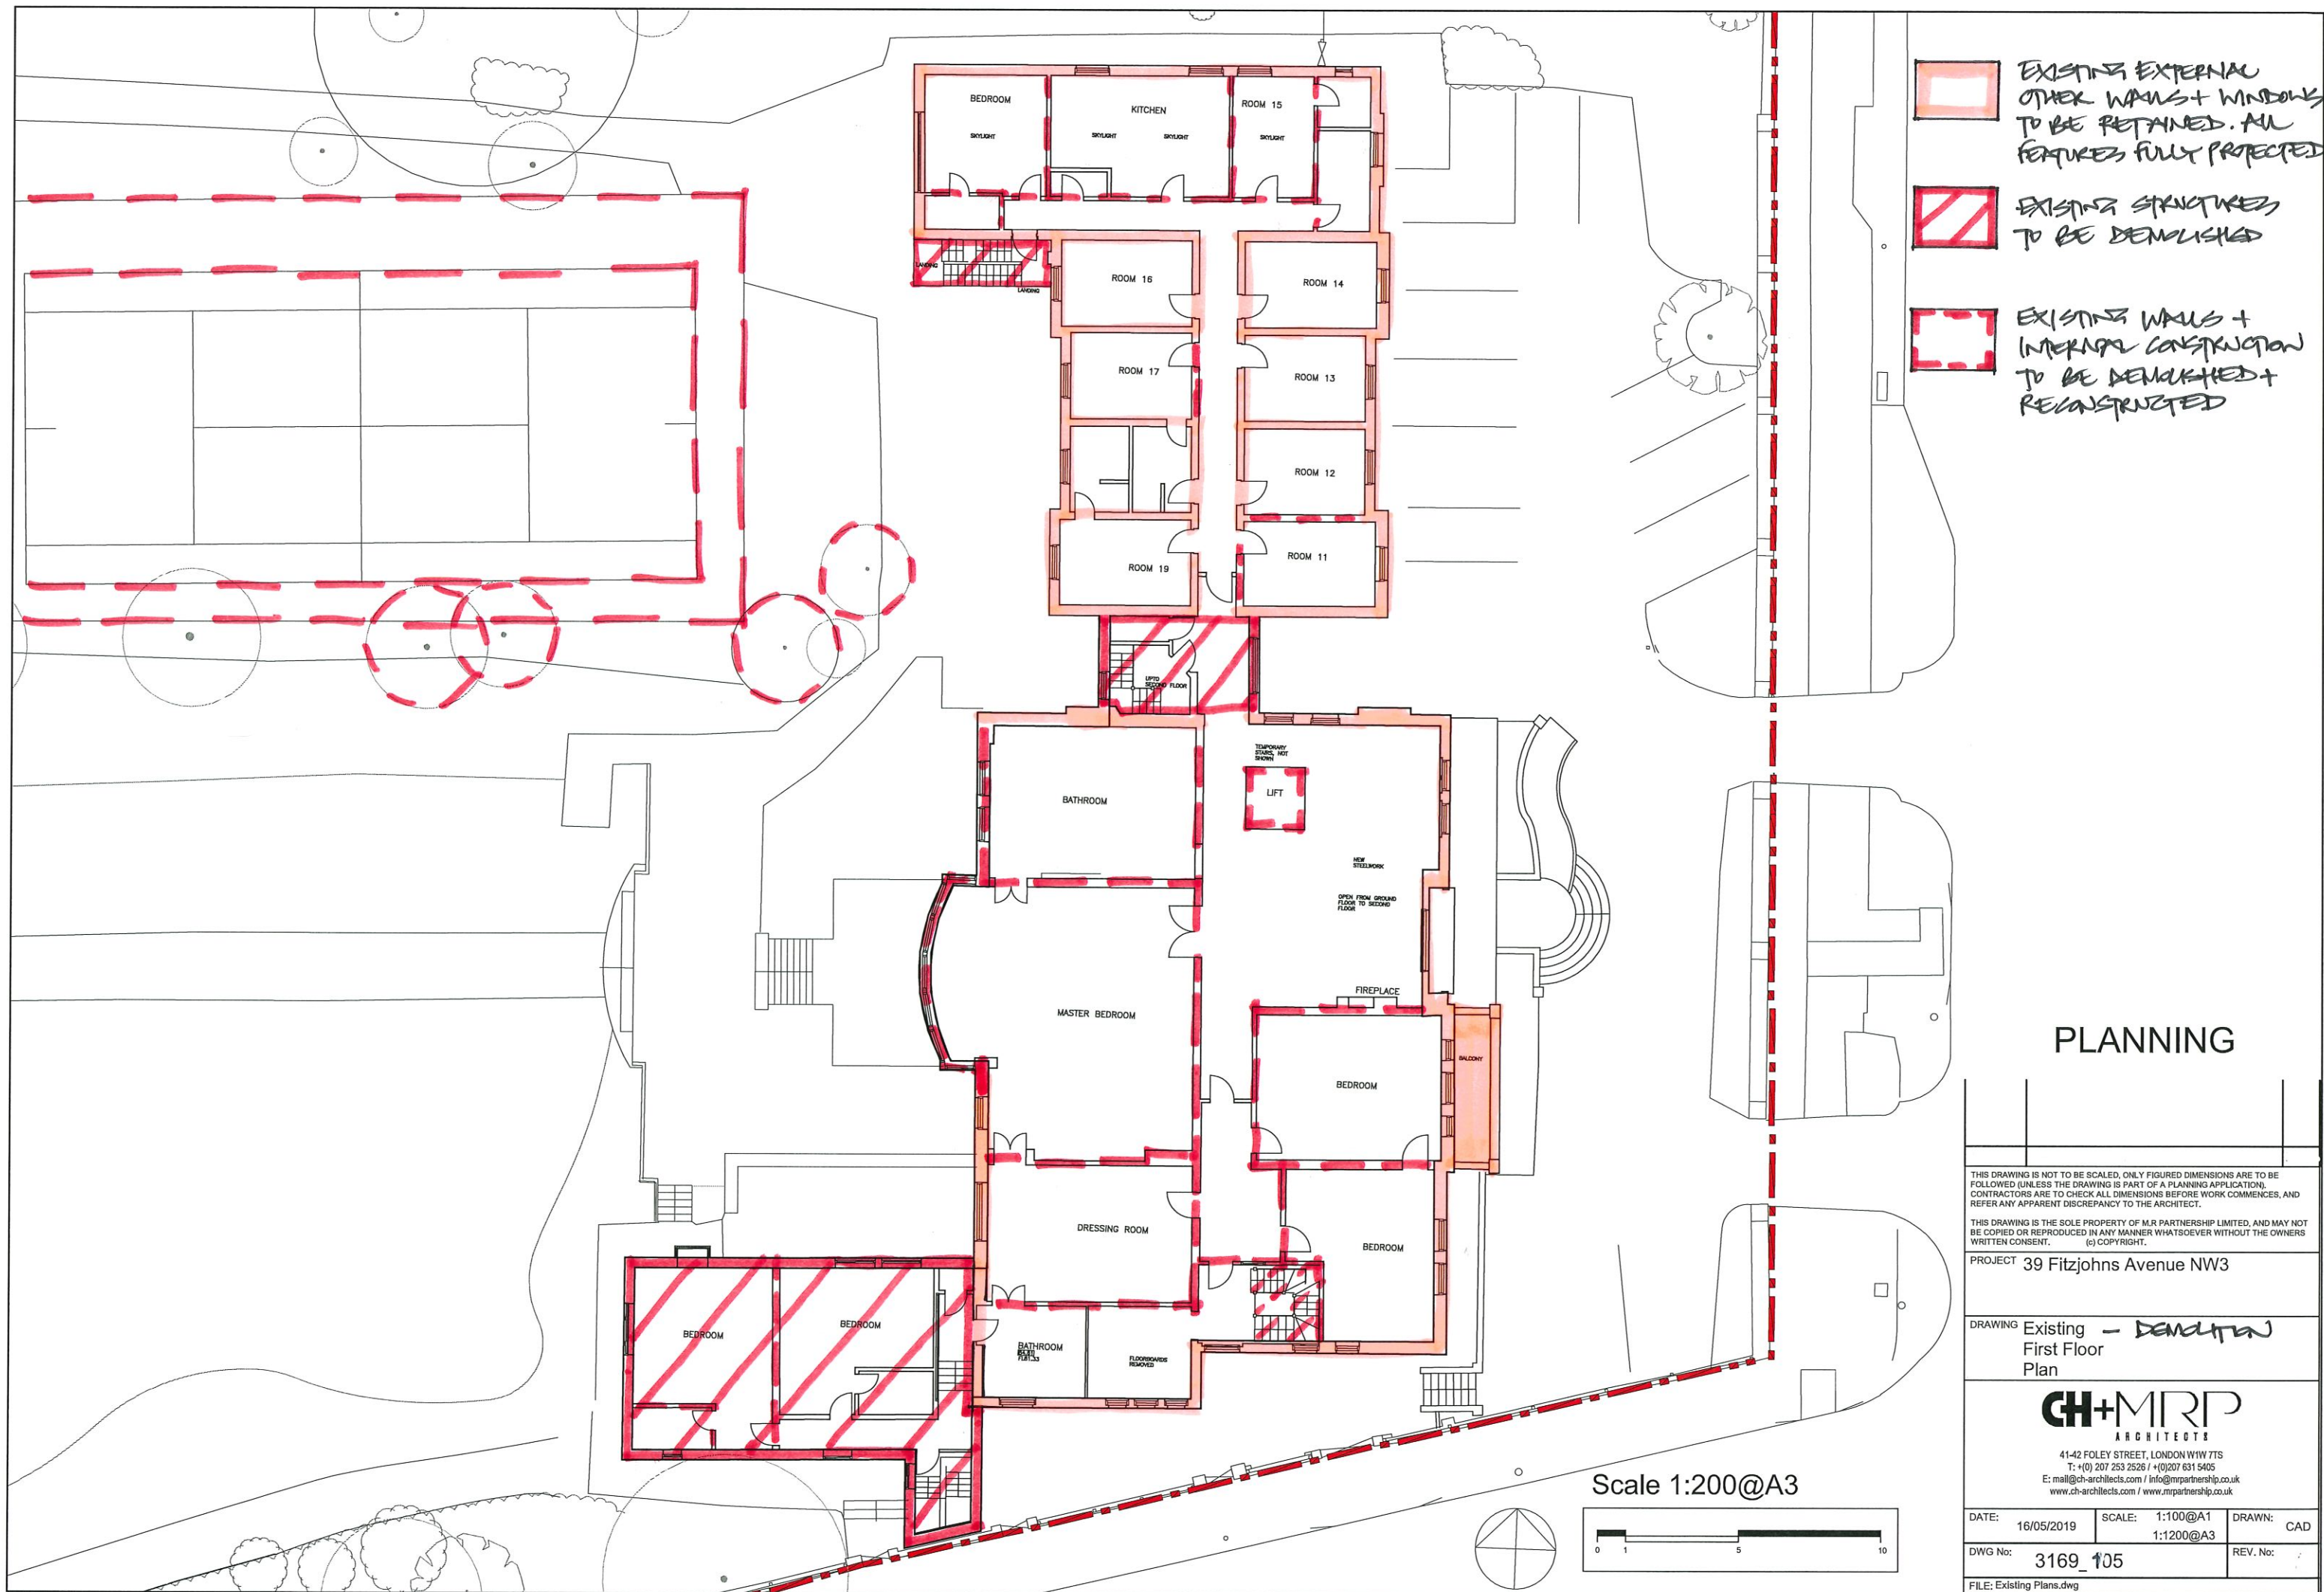 EXISTING EXTERNAL
OTHER WALLS + WINDOWS
TO BE RETAINED. ALL
FEATURES FULLY PROTECTED
EXISTING STRUCTURES
TO BE DEMOLISHED
EXISTING WALLS +
INTERNAL CONSTRUCTION
TO BE DEMOLISHED +
RECONSTRUCTED
BEDROOM
SKYLIGHT
KITCHEN
SKYLIGHT
SKYLIGHT
ROOM 15
SKYLIGHT
LANDING
LANDING
ROOM 16
ROOM 14
ROOM 17
ROOM 13
ROOM 12
ROOM 19
ROOM 11
UPTO
SECOND FLOOR
TEMPORARY
STAIRS, NOT
SHOWN
LIFT
BATHROOM
NEW
STEELWORK
OPEN FROM GROUND
FLOOR TO SECOND
FLOOR
FIREPLACE
MASTER BEDROOM
BEDROOM
BALCONY
DRESSING ROOM
BEDROOM
BEDROOM
BEDROOM
BATHROOM
FLOORBOARDS
REMOVED
Scale 1:200@A3
0 1 5 10
PLANNING
THIS DRAWING IS NOT TO BE SCALED, ONLY FIGURED DIMENSIONS ARE TO BE
FOLLOWED (UNLESS THE DRAWING IS PART OF A PLANNING APPLICATION).
CONTRACTORS ARE TO CHECK ALL DIMENSIONS BEFORE WORK COMMENCES, AND
REFER ANY APPARENT DISCREPANCY TO THE ARCHITECT.
THIS DRAWING IS THE SOLE PROPERTY OF M.R PARTNERSHIP LIMITED, AND MAY NOT
BE COPIED OR REPRODUCED IN ANY MANNER WHATSOEVER WITHOUT THE OWNERS
WRITTEN CONSENT. (c) COPYRIGHT.
PROJECT 39 Fitzjohns Avenue NW3
DRAWING Existing - DEMOLITION
First Floor
Plan
CH+MRP
ARCHITECTS
41-42 FOLEY STREET, LONDON W1W 7TS
T: +(0) 207 253 2526 / +(0)207 631 5405
E: mail@ch-architects.com / info@mrpartnership.co.uk
www.ch-architects.com / www.mrpartnership.co.uk
DATE: 16/05/2019 SCALE: 1:100@A1 DRAWN: CAD
1:1200@A3
DWG No: 3169_105 REV. No:
FILE: Existing Plans.dwg